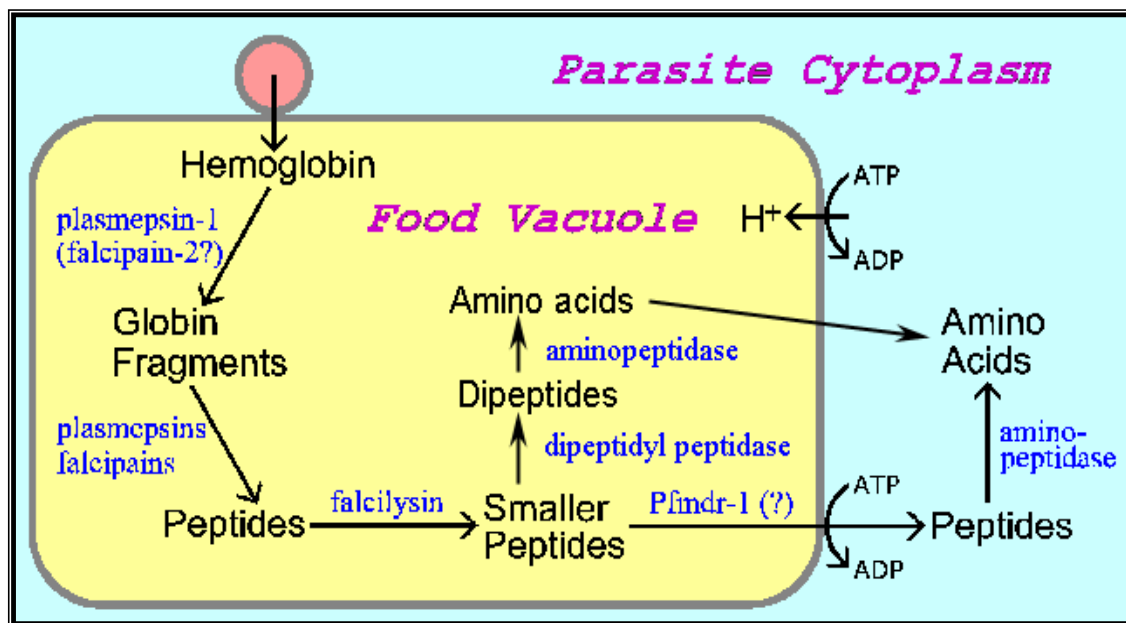 Parasite Cytoplasm
Hemoglobin
plasmepsin-1
(falcipain-2?)
Food Vacuole
H⁺
ATP
ADP
Globin
Fragments
Amino acids
aminopeptidase
Dipeptides
Amino
Acids
plasmepsins
falcipains
dipeptidyl peptidase
amino-
peptidase
Peptides
falcilysin
Smaller
Peptides
Pfmdr-1 (?)
ATP
ADP
Peptides